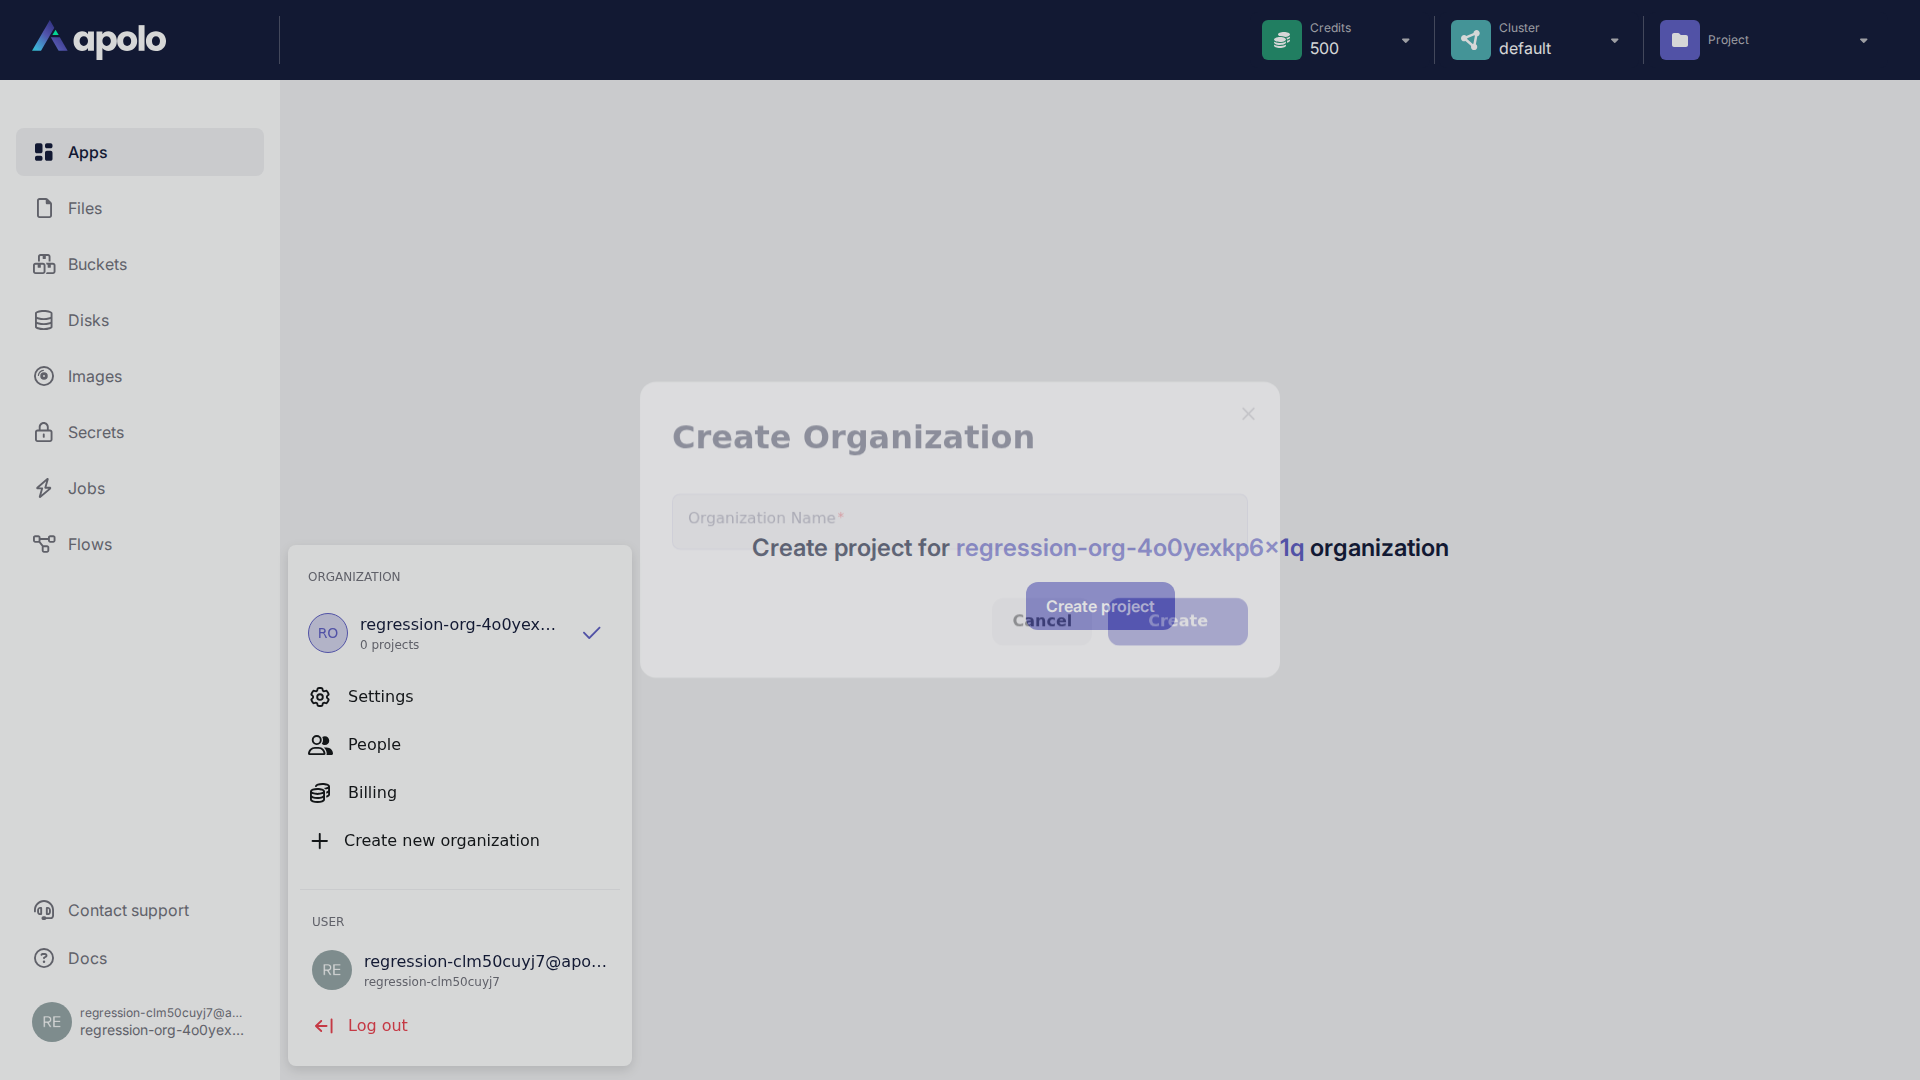 apolo
Credits
500
Cluster
default
Project
Apps
Files
Buckets
Disks
Images
Secrets
Jobs
Flows
Contact support
Docs
RE
regression-clm50cuyj7@a...
regression-org-4o0yex...
ORGANIZATION
RO
regression-org-4o0yex...
0 projects
Settings
People
Billing
Create new organization
USER
RE
regression-clm50cuyj7@apo...
regression-clm50cuyj7
Log out
Create Organization
Organization Name*
Create project for regression-org-4o0yexkp6x1q organization
Create project
Cancel
Create